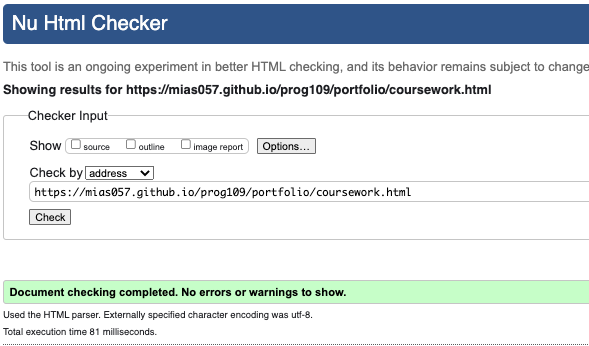 Nu Html Checker
This tool is an ongoing experiment in better HTML checking, and its behavior remains subject to change
Showing results for https://mias057.github.io/prog109/portfolio/coursework.html
Checker Input
Show source outline image report Options...
Check by address
https://mias057.github.io/prog109/portfolio/coursework.html
Check
Document checking completed. No errors or warnings to show.
Used the HTML parser. Externally specified character encoding was utf-8.
Total execution time 81 milliseconds.